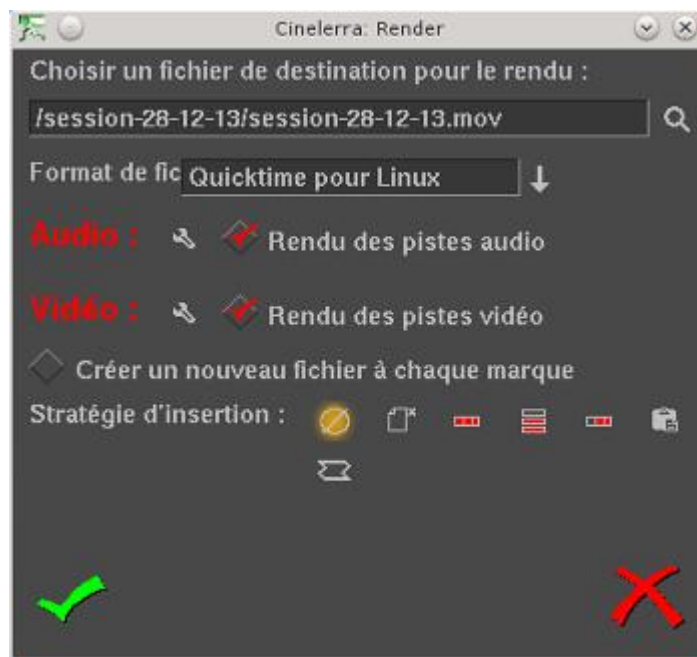 Cinelerra: Render
Choisir un fichier de destination pour le rendu :
/session-28-12-13/session-28-12-13.mov
Format de fic Quicktime pour Linux
Audio : Rendu des pistes audio
Vidéo : Rendu des pistes vidéo
Créer un nouveau fichier à chaque marque
Stratégie d'insertion :